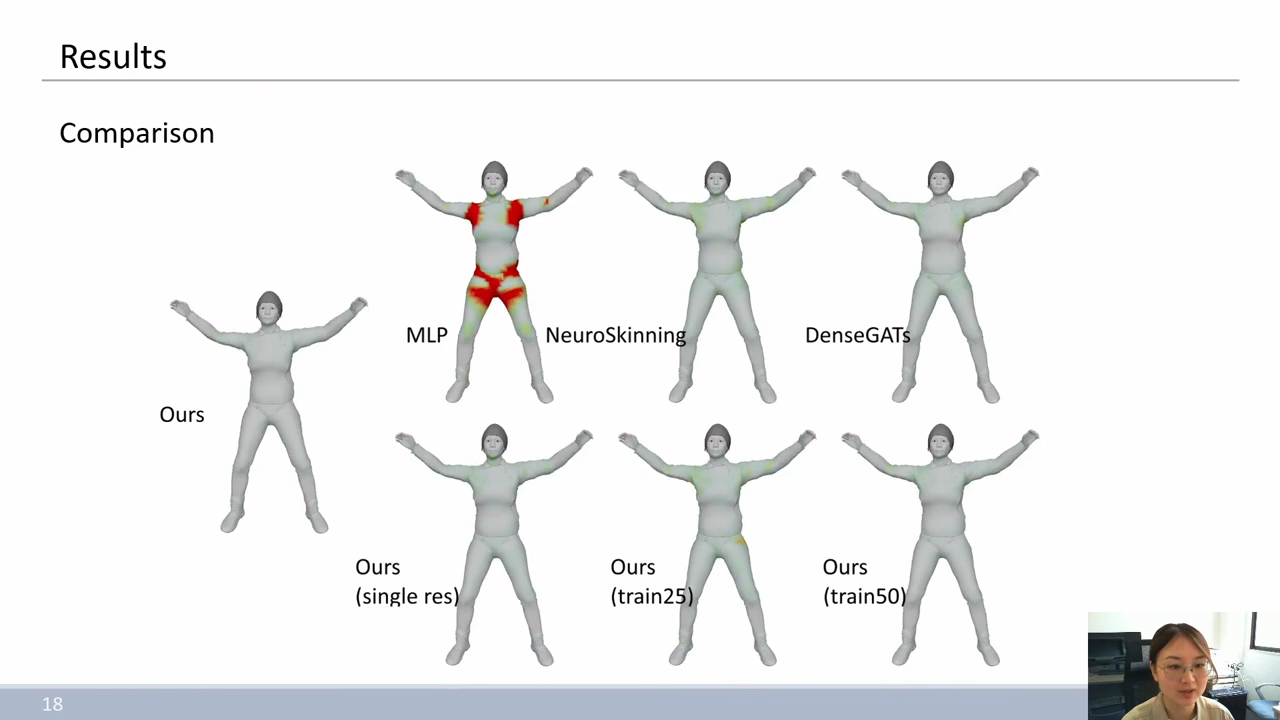 Results
Comparison
MLP
NeuroSkinning
DenseGATs
Ours
Ours
(single res)
Ours
(train25)
Ours
(train50)
18